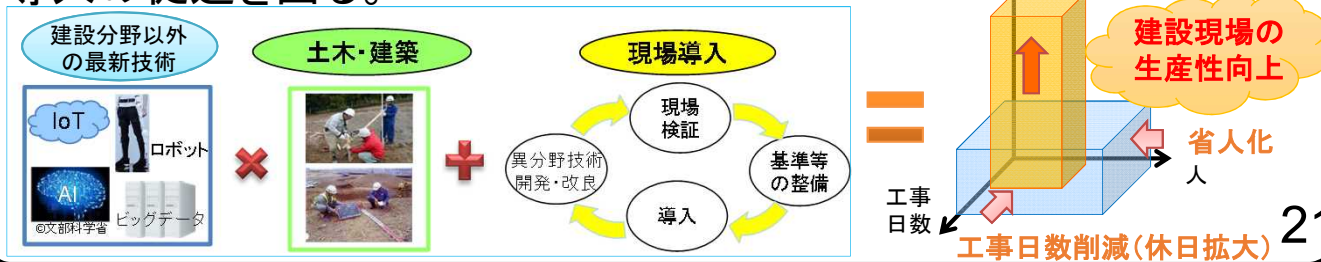 導入の促進を図る。
建設分野以外
の最新技術
IoT
ロボット
AI
ビッグデータ
©文部科学省
土木・建築
現場導入
現場
検証
基準等
の整備
導入
異分野技術
開発・改良
建設現場の
生産性向上
省人化
人
工事
日数
工事日数削減(休日拡大)
21